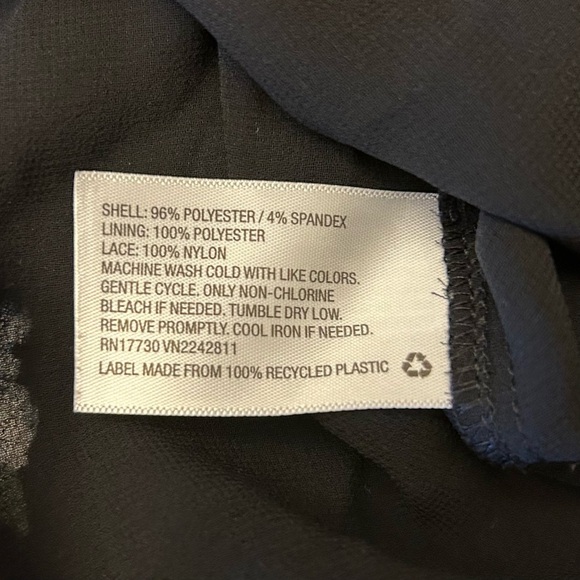 SHELL: 96% POLYESTER / 4% SPANDEX
LINING: 100% POLYESTER
LACE: 100% NYLON
MACHINE WASH COLD WITH LIKE COLORS.
GENTLE CYCLE. ONLY NON-CHLORINE
BLEACH IF NEEDED. TUMBLE DRY LOW.
REMOVE PROMPTLY. COOL IRON IF NEEDED.
RN17730 VN2242811
LABEL MADE FROM 100% RECYCLED PLASTIC